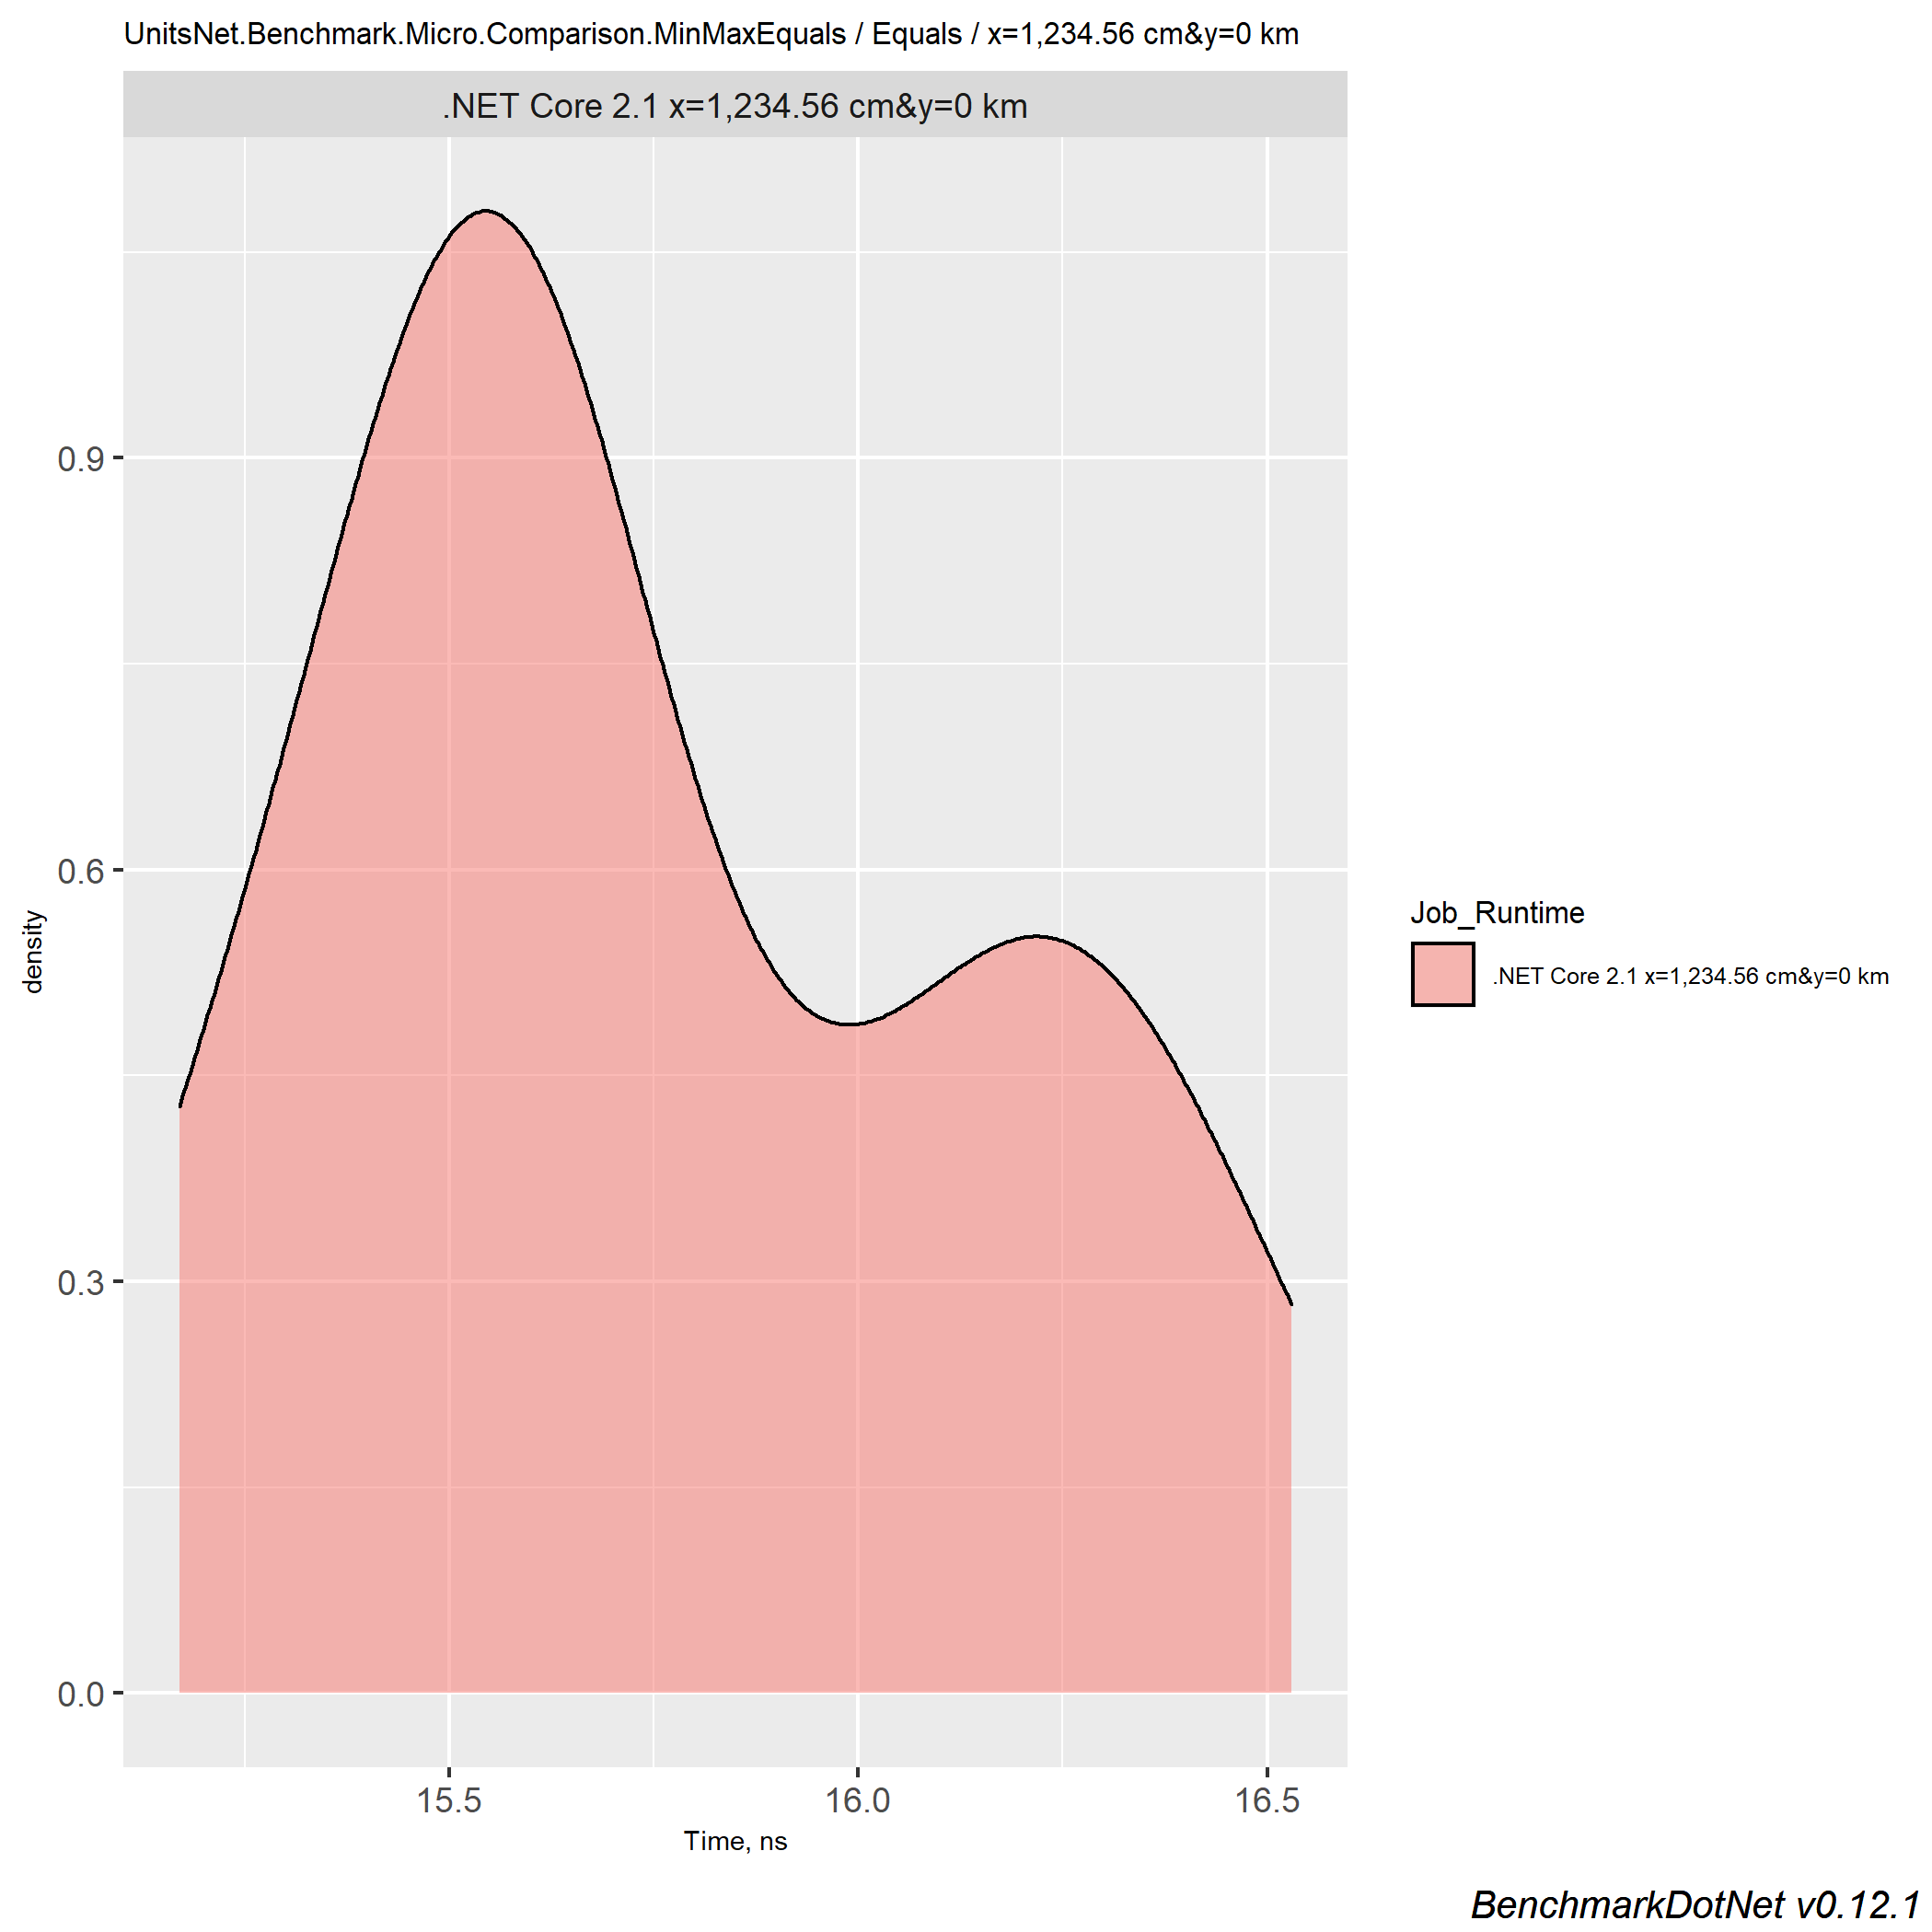 UnitsNet.Benchmark.Micro.Comparison.MinMaxEquals / Equals / x=1,234.56 cm&y=0 km
.NET Core 2.1 x=1,234.56 cm&y=0 km
0.9
0.6
0.3
0.0
density
15.5 16.0 16.5
Time, ns
Job_Runtime
.NET Core 2.1 x=1,234.56 cm&y=0 km
BenchmarkDotNet v0.12.1